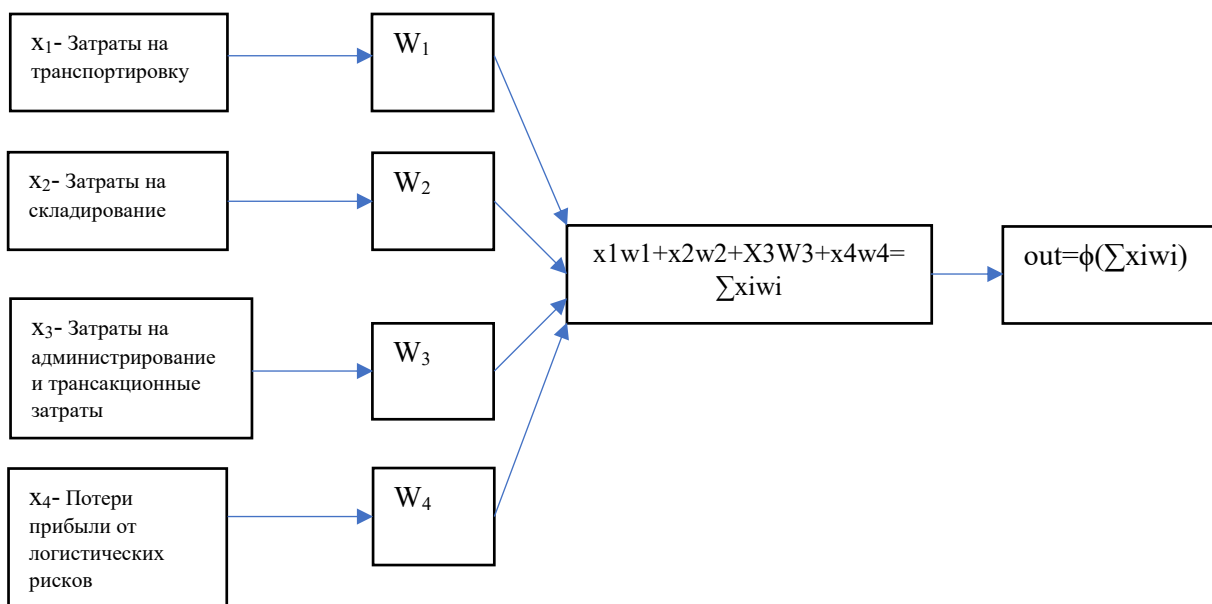 x₁- Затраты на
транспортировку
W₁
x₂- Затраты на
складирование
W₂
x1w1+x2w2+X3W3+x4w4=
∑xiwi
out=ϕ(∑xiwi)
x₃- Затраты на
администрирование
и трансакционные
затраты
W₃
x₄- Потери
прибыли от
логистических
рисков
W₄